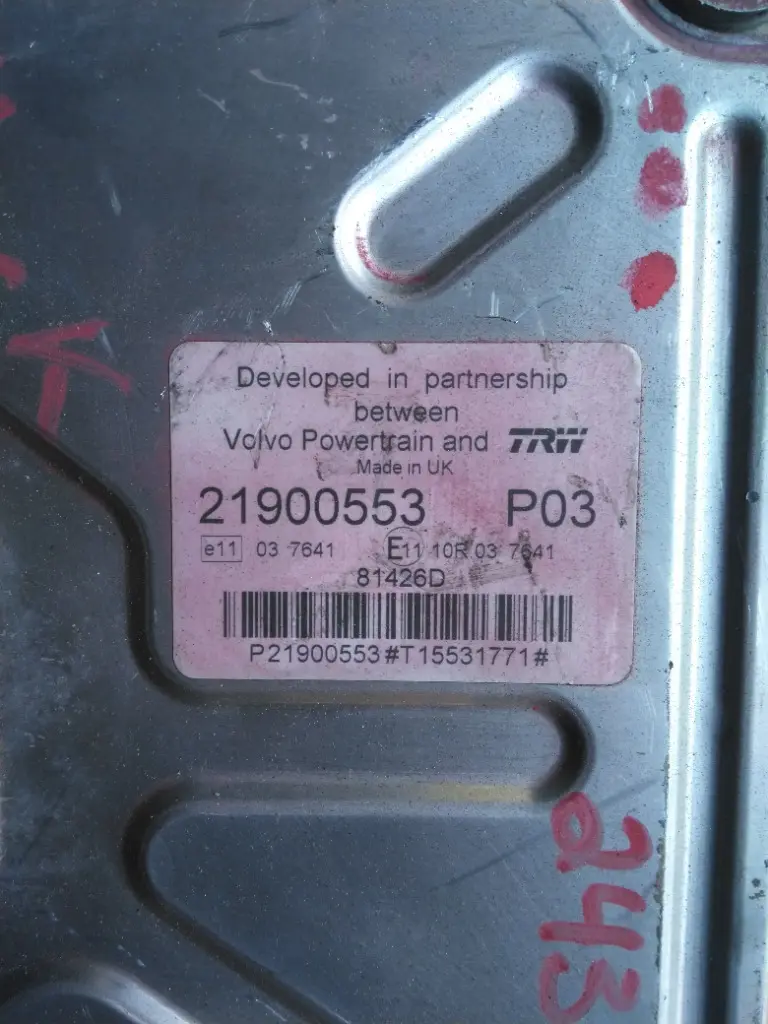 Developed in partnership
between
Volvo Powertrain and TRW
Made in UK
21900553 P03
e11 03 7641 E11 10R 03 7641
81426D
P21900553#T15531771#
243